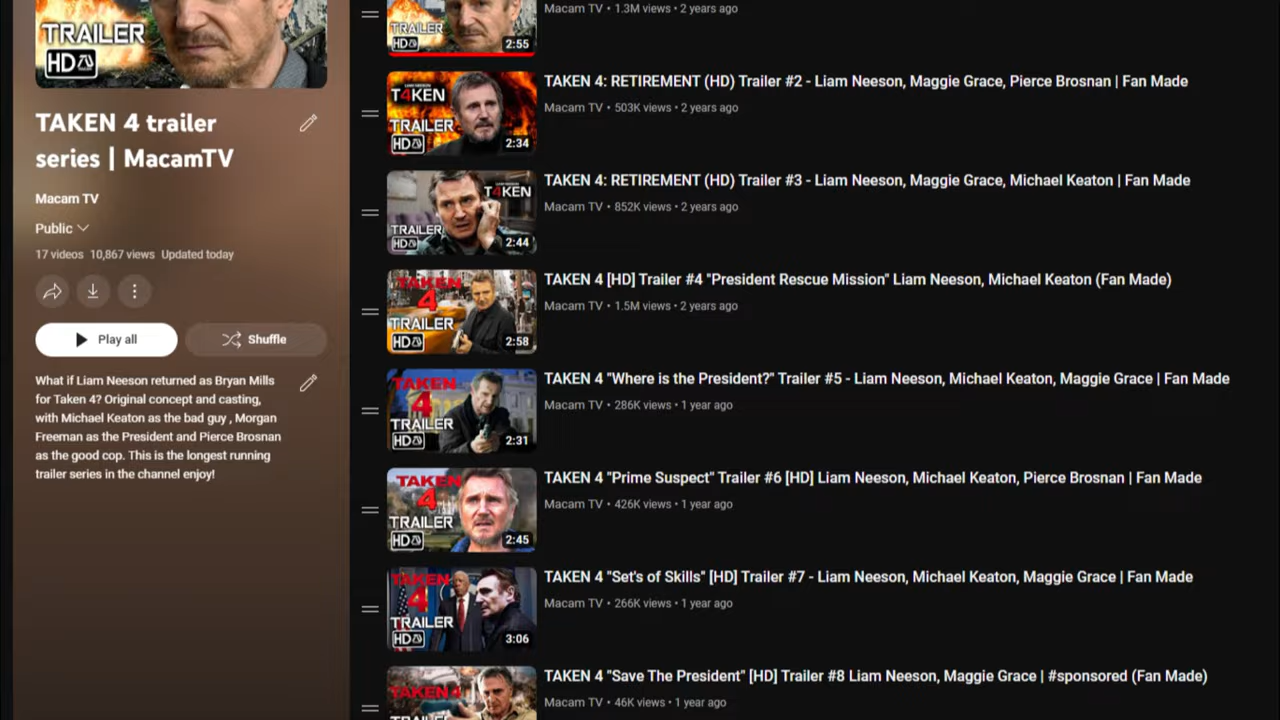 TRAILER
HD
TAKEN 4 trailer
series | MacamTV
Macam TV
Public
17 videos 10,867 views Updated today
Play all
Shuffle
What if Liam Neeson returned as Bryan Mills
for Taken 4? Original concept and casting,
with Michael Keaton as the bad guy , Morgan
Freeman as the President and Pierce Brosnan
as the good cop. This is the longest running
trailer series in the channel enjoy!
TRAILER
HD
2:55
Macam TV • 1.3M views • 2 years ago
T4KEN
TRAILER
HD
2:34
TAKEN 4: RETIREMENT (HD) Trailer #2 - Liam Neeson, Maggie Grace, Pierce Brosnan | Fan Made
Macam TV • 503K views • 2 years ago
T4KEN
TRAILER
HD
2:44
TAKEN 4: RETIREMENT (HD) Trailer #3 - Liam Neeson, Maggie Grace, Michael Keaton | Fan Made
Macam TV • 852K views • 2 years ago
TAKEN
4
TRAILER
HD
2:58
TAKEN 4 [HD] Trailer #4 "President Rescue Mission" Liam Neeson, Michael Keaton (Fan Made)
Macam TV • 1.5M views • 2 years ago
TAKEN
4
TRAILER
HD
2:31
TAKEN 4 "Where is the President?" Trailer #5 - Liam Neeson, Michael Keaton, Maggie Grace | Fan Made
Macam TV • 286K views • 1 year ago
TAKEN
4
TRAILER
HD
2:45
TAKEN 4 "Prime Suspect" Trailer #6 [HD] Liam Neeson, Michael Keaton, Pierce Brosnan | Fan Made
Macam TV • 426K views • 1 year ago
TAKEN
4
TRAILER
HD
3:06
TAKEN 4 "Set's of Skills" [HD] Trailer #7 - Liam Neeson, Michael Keaton, Maggie Grace | Fan Made
Macam TV • 266K views • 1 year ago
TAKEN 4
TRAILER
TAKEN 4 "Save The President" [HD] Trailer #8 Liam Neeson, Maggie Grace | #sponsored (Fan Made)
Macam TV • 46K views • 1 year ago